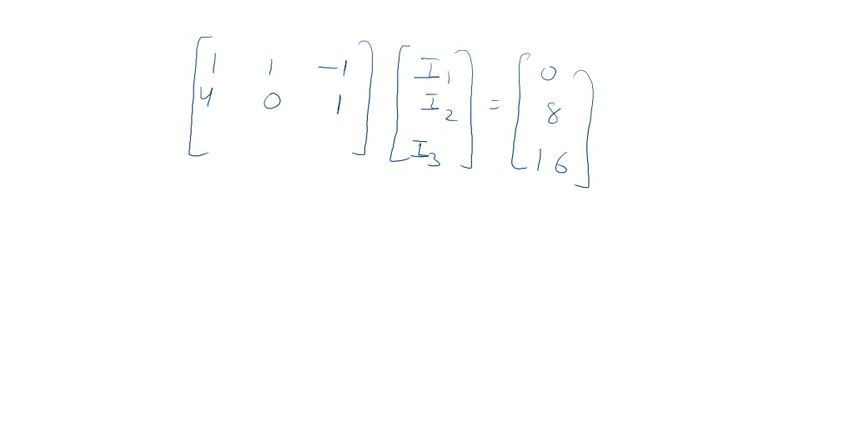 [1 1 -1] [I₁] = [0]
[4 0 1] [I₂] [8]
[I₃] [16]